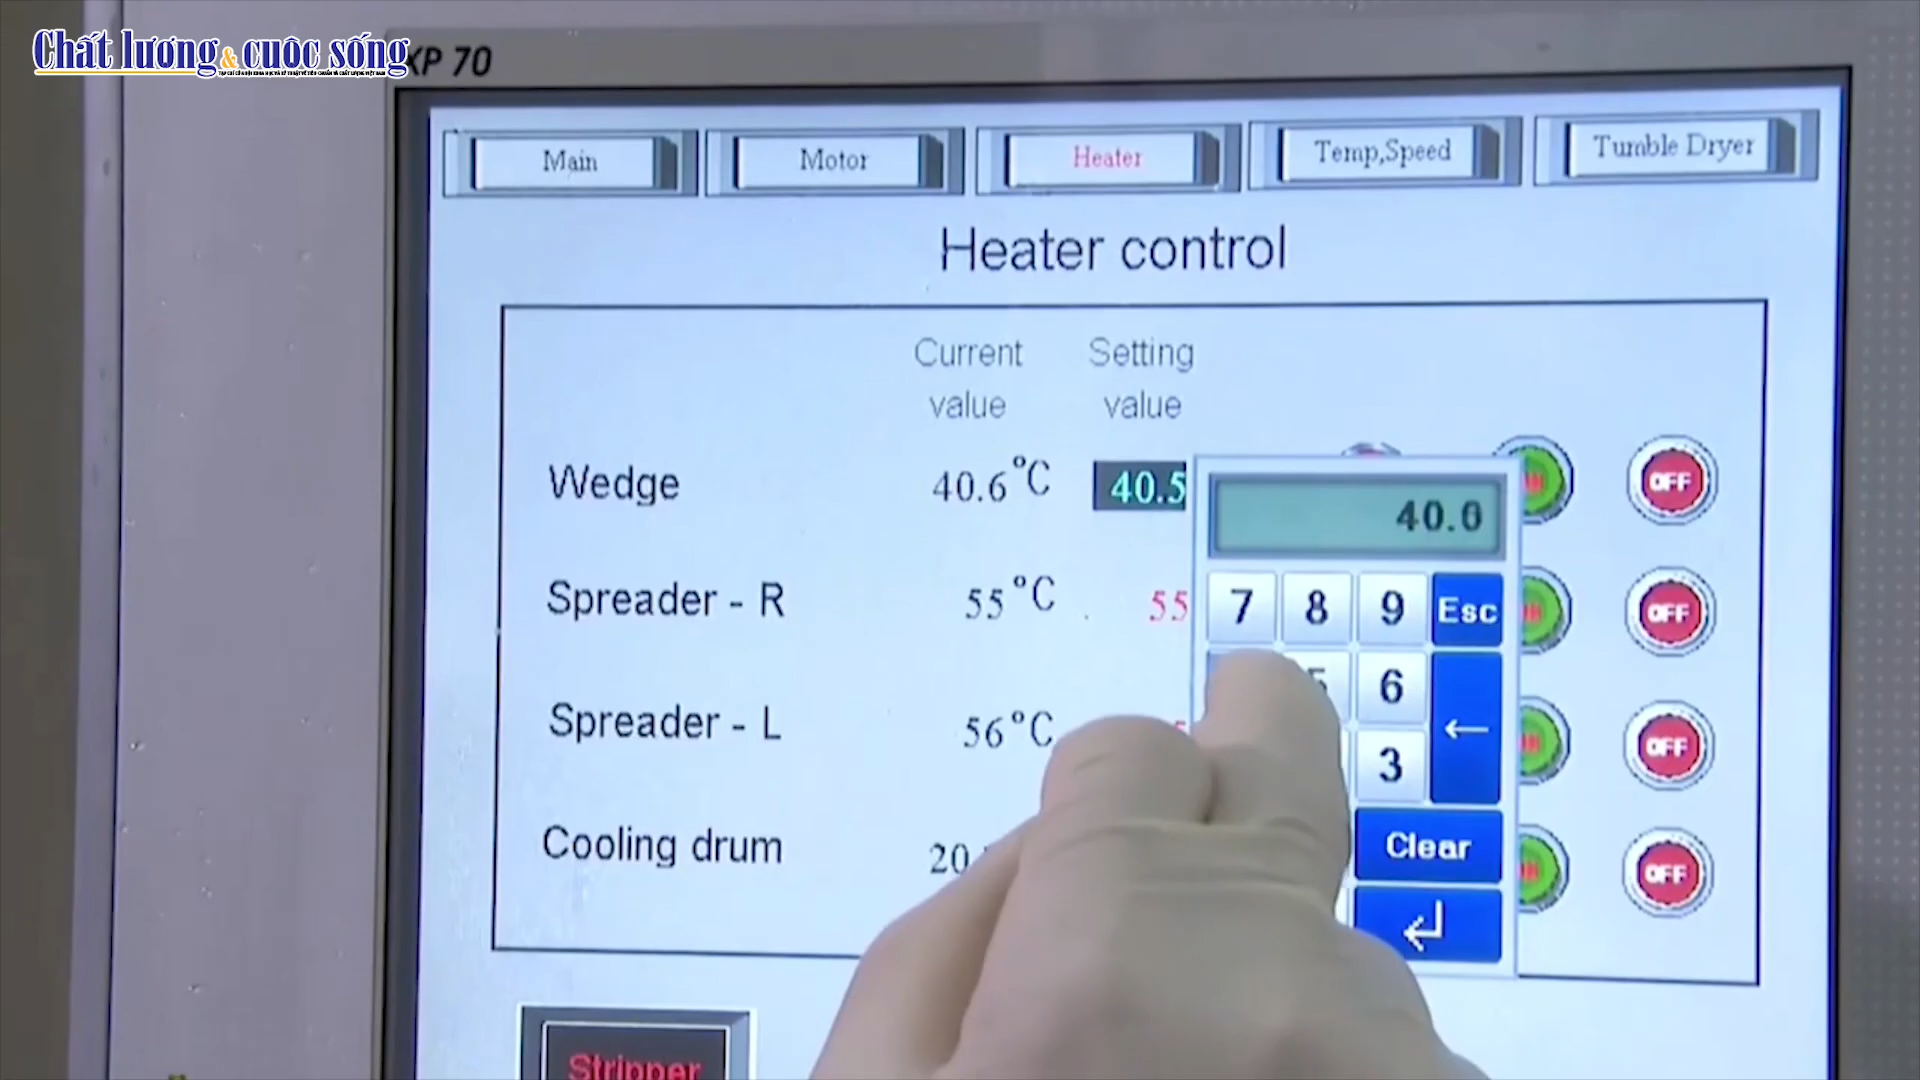 Chất lượng & cuộc sống
XP 70
Main
Motor
Heater
Temp,Speed
Tumble Dryer
Heater control
Current value
Setting value
Wedge
40.6°C
40.5
40.0
Spreader - R
55°C
55
7
8
9
Esc
6
←
Spreader - L
56°C
3
Cooling drum
20
Clear
OFF
OFF
OFF
OFF
Stripper